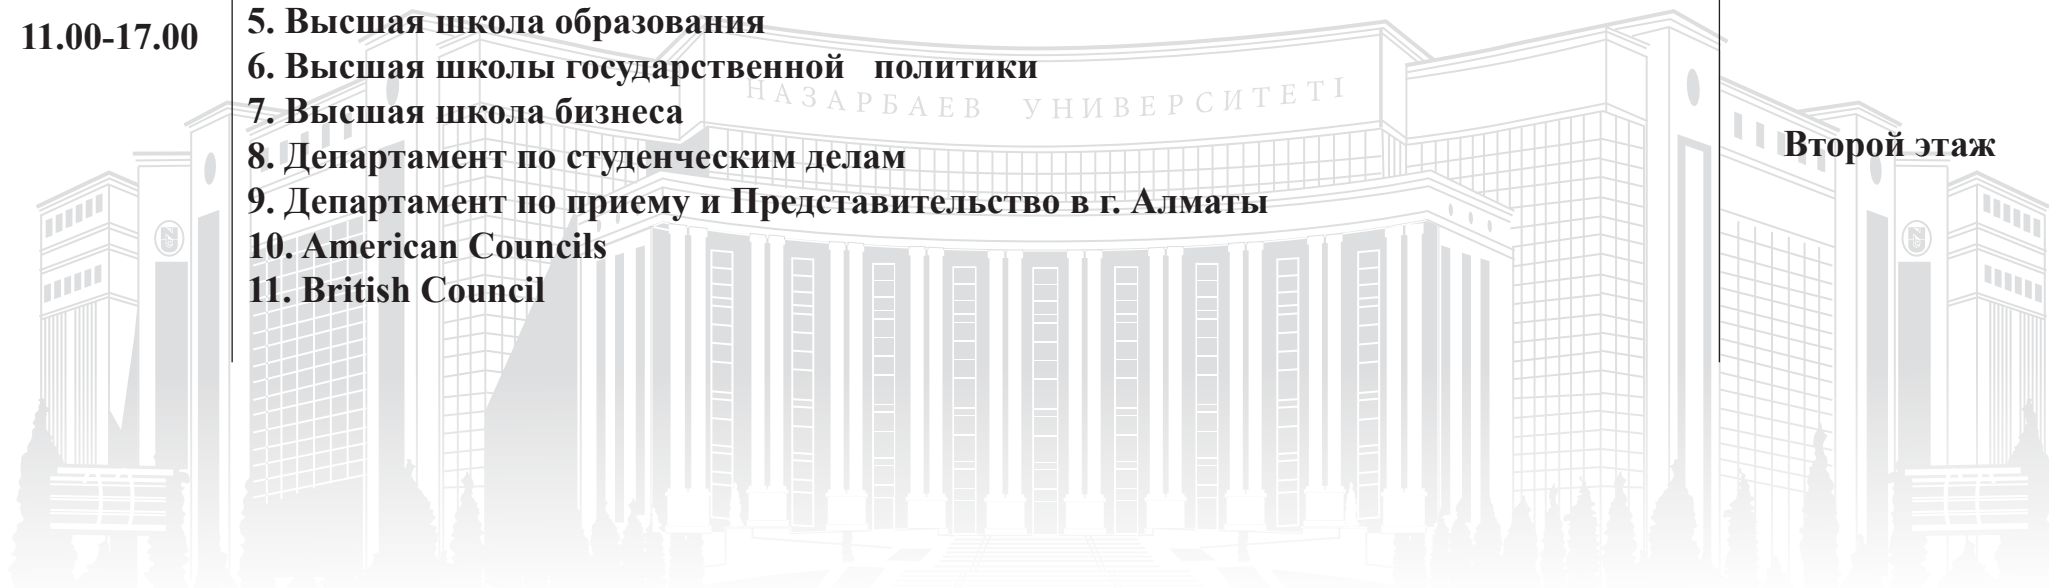 11.00-17.00
5. Высшая школа образования
6. Высшая школы государственной политики
7. Высшая школа бизнеса
8. Департамент по студенческим делам
9. Департамент по приему и Представительство в г. Алматы
10. American Councils
11. British Council
Второй этаж
НАЗАРБАЕВ УНИВЕРСИТЕТІ